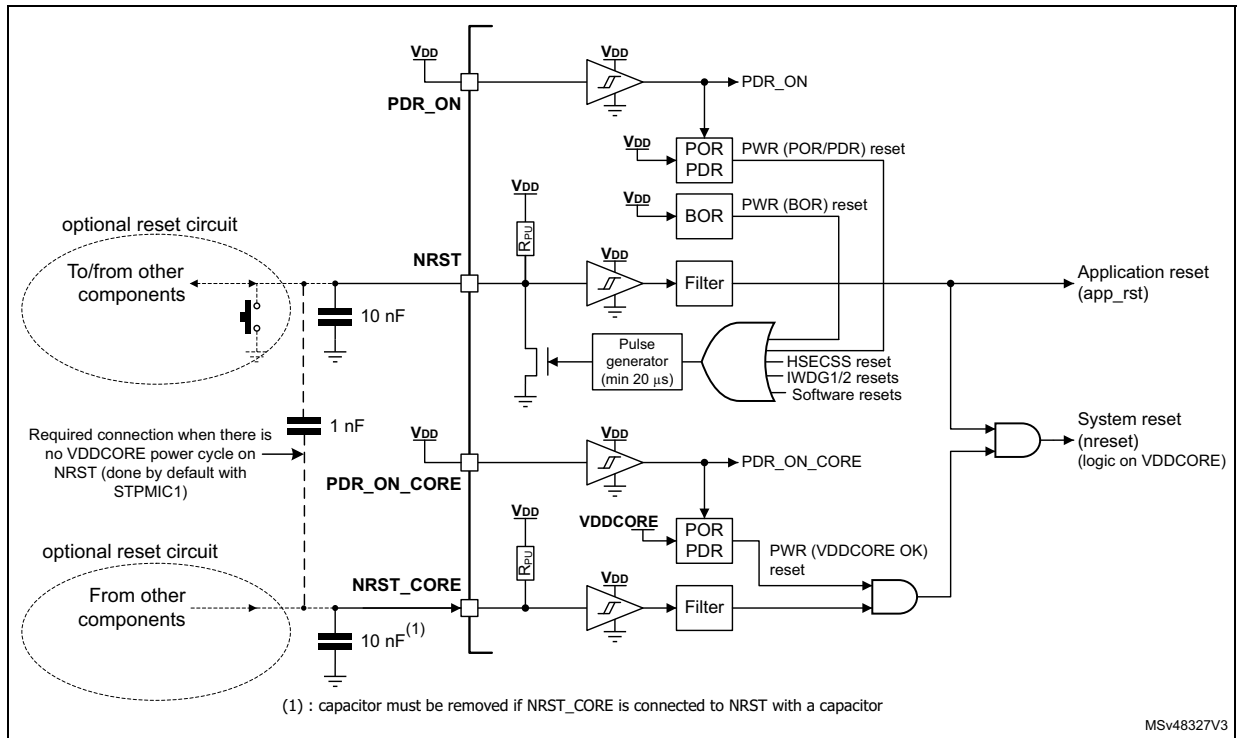 VDD
VDD
PDR_ON
PDR_ON
VDD
POR
PDR
PWR (POR/PDR) reset
VDD
VDD
BOR
PWR (BOR) reset
optional reset circuit
RPU
NRST
VDD
To/from other
components
Filter
Application reset
(app_rst)
10 nF
Pulse
generator
(min 20 µs)
HSECSS reset
IWDG1/2 resets
Software resets
1 nF
Required connection when there is
no VDDCORE power cycle on
NRST (done by default with
STPMIC1)
VDD
VDD
PDR_ON_CORE
PDR_ON_CORE
System reset
(nreset)
(logic on VDDCORE)
VDD
VDDCORE
POR
PDR
PWR (VDDCORE OK)
reset
optional reset circuit
RPU
NRST_CORE
VDD
From other
components
Filter
10 nF(1)
(1) : capacitor must be removed if NRST_CORE is connected to NRST with a capacitor
MSv48327V3